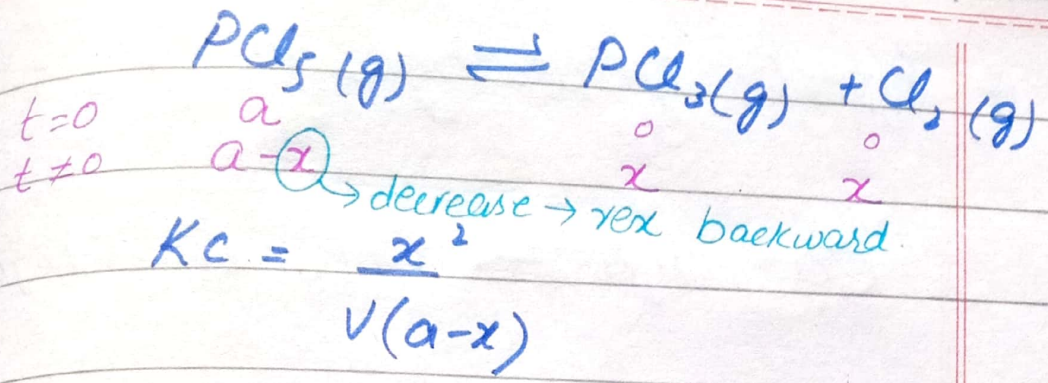 PCl₅ (g) ⇌ PCl₃(g) + Cl₂ (g)
t=0 a 0 0
t≠0 a-x x x
→ decrease → rex backward.
Kc = x²
V(a-x)